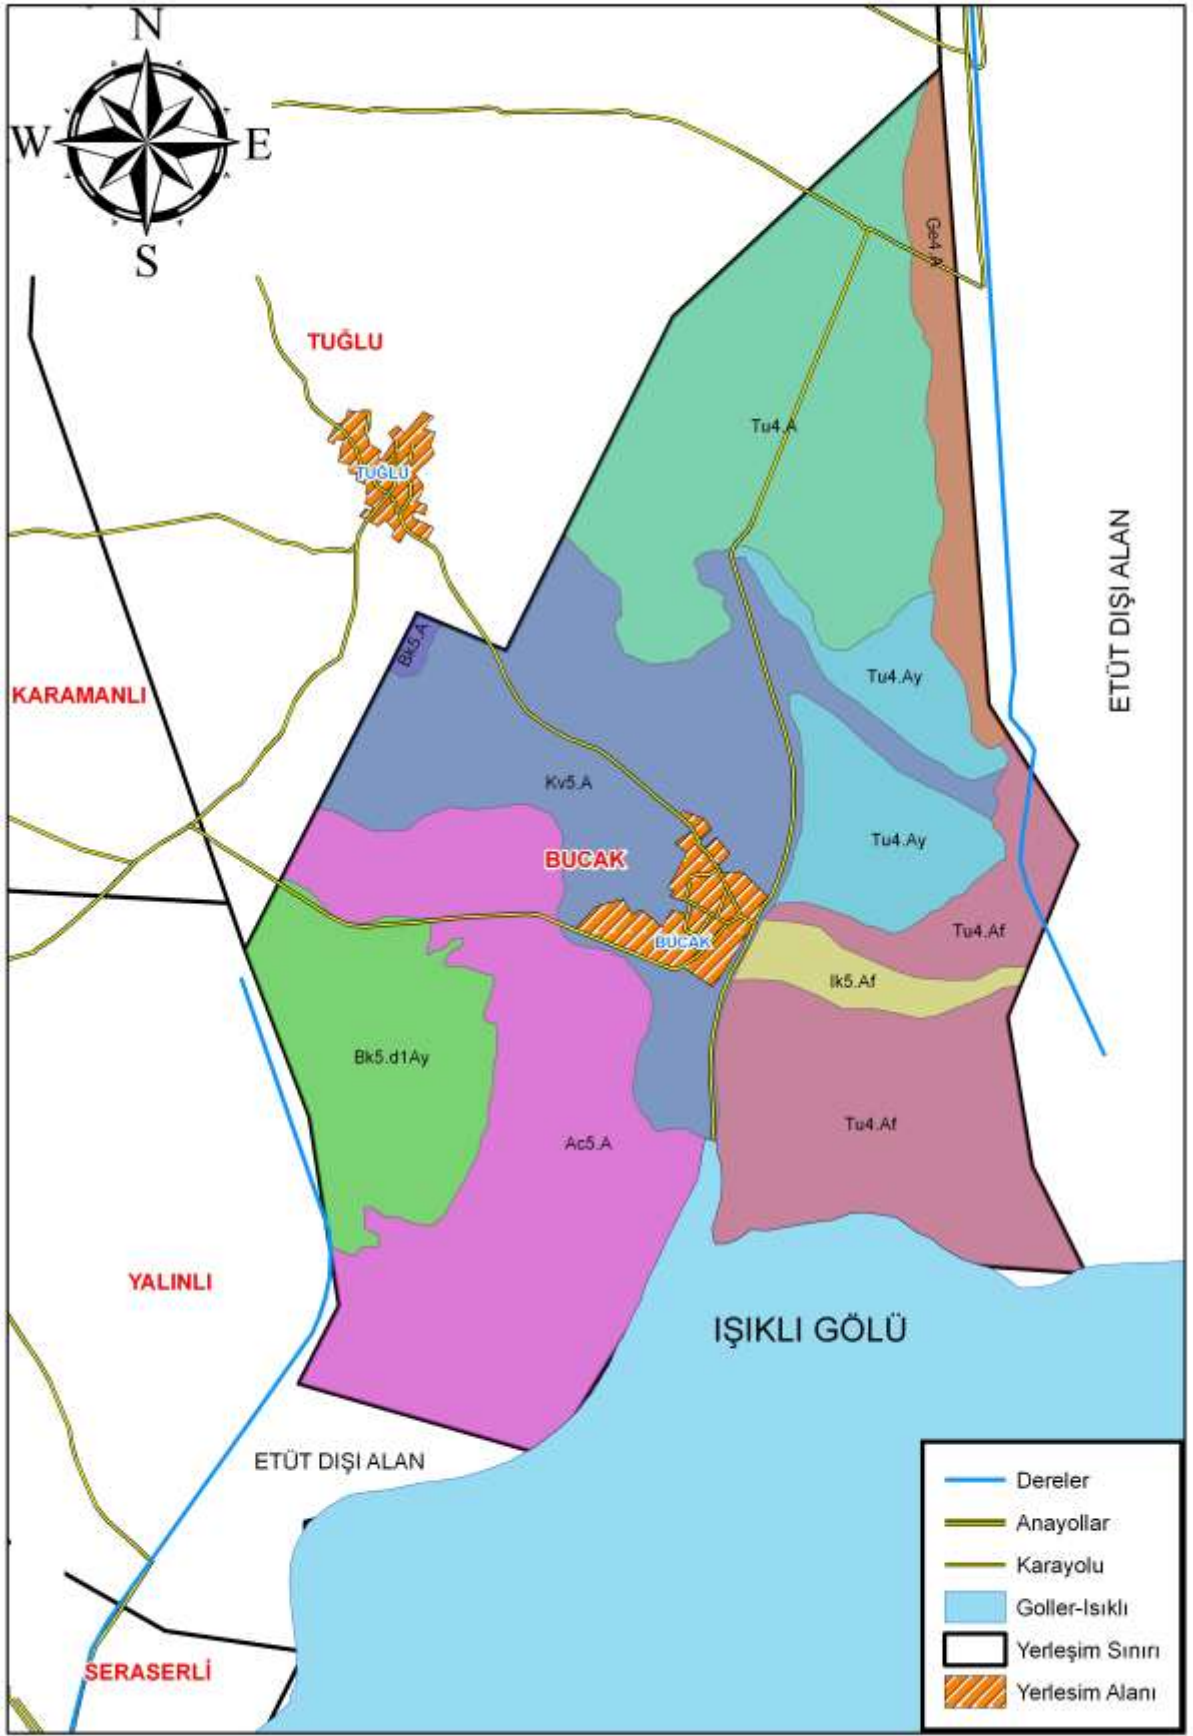 N
W E
S
TUĞLU
TUĞLU
Ge4.A
Tu4.A
ETÜT DIŞI ALAN
Bk5.A
KARAMANLI
Tu4.Ay
Kv5.A
Tu4.Ay
BUCAK
BUCAK
Tu4.Af
Ik5.Af
Bk5.d1Ay
Tu4.Af
Ac5.A
YALINLI
IŞIKLI GÖLÜ
ETÜT DIŞI ALAN
SERASERLİ
Dereler
Anayollar
Karayolu
Goller-Isıklı
Yerleşim Sınırı
Yerlesim Alanı